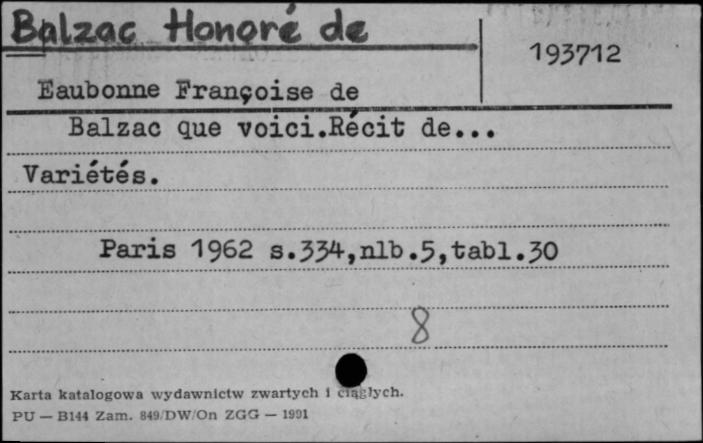 Balzac Honoré de
193712
Eaubonne Françoise de
Balzac que voici.Récit de...
Variétés.
Paris 1962 s.334,nlb.5,tabl.30
8
Karta katalogowa wydawnictw zwartych i ciągłych.
PU — B144 Zam. 849/DW/On ZGG — 1991